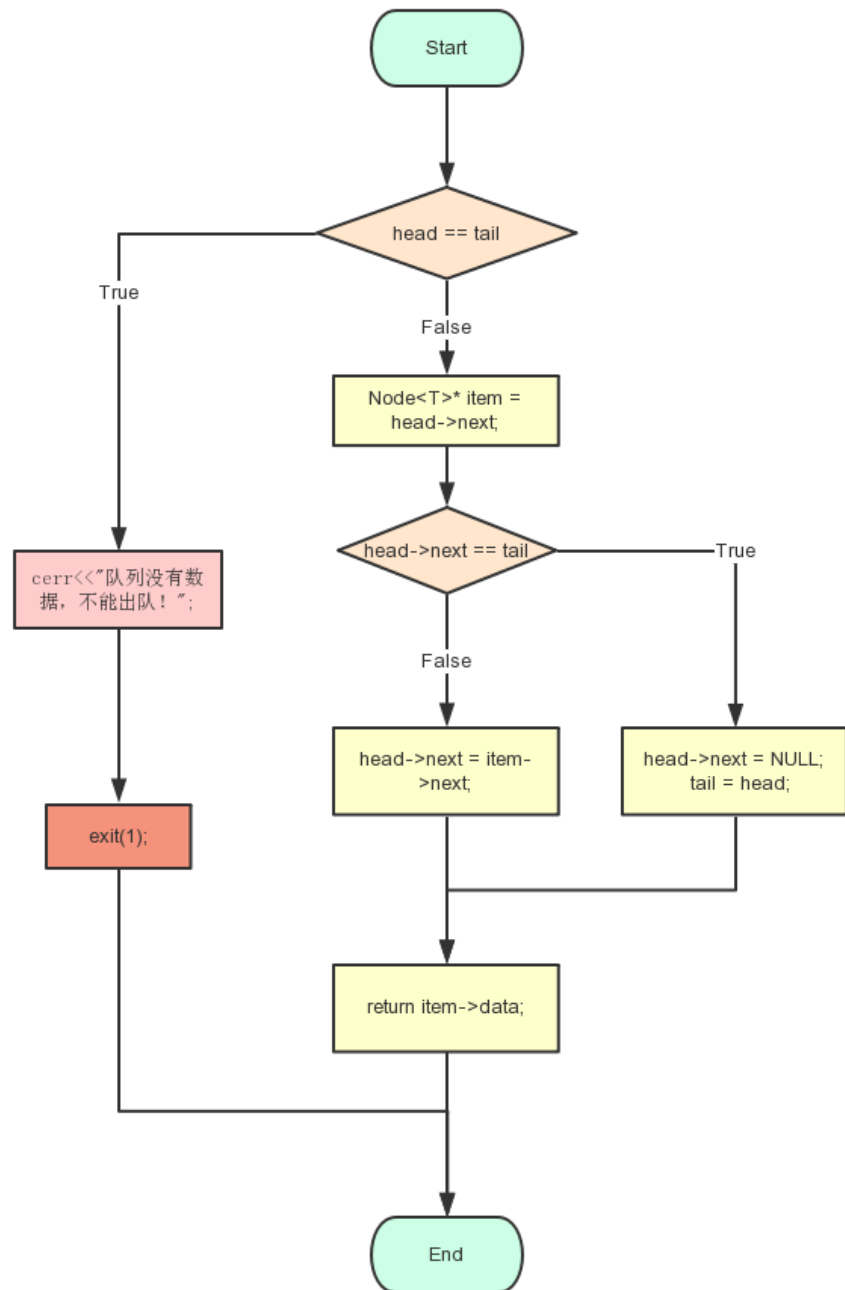 Start
head == tail
True
False
Node<T>* item =
head->next;
head->next == tail
True
cerr<<"队列没有数
据，不能出队！";
False
head->next = item-
>next;
head->next = NULL;
tail = head;
exit(1);
return item->data;
End